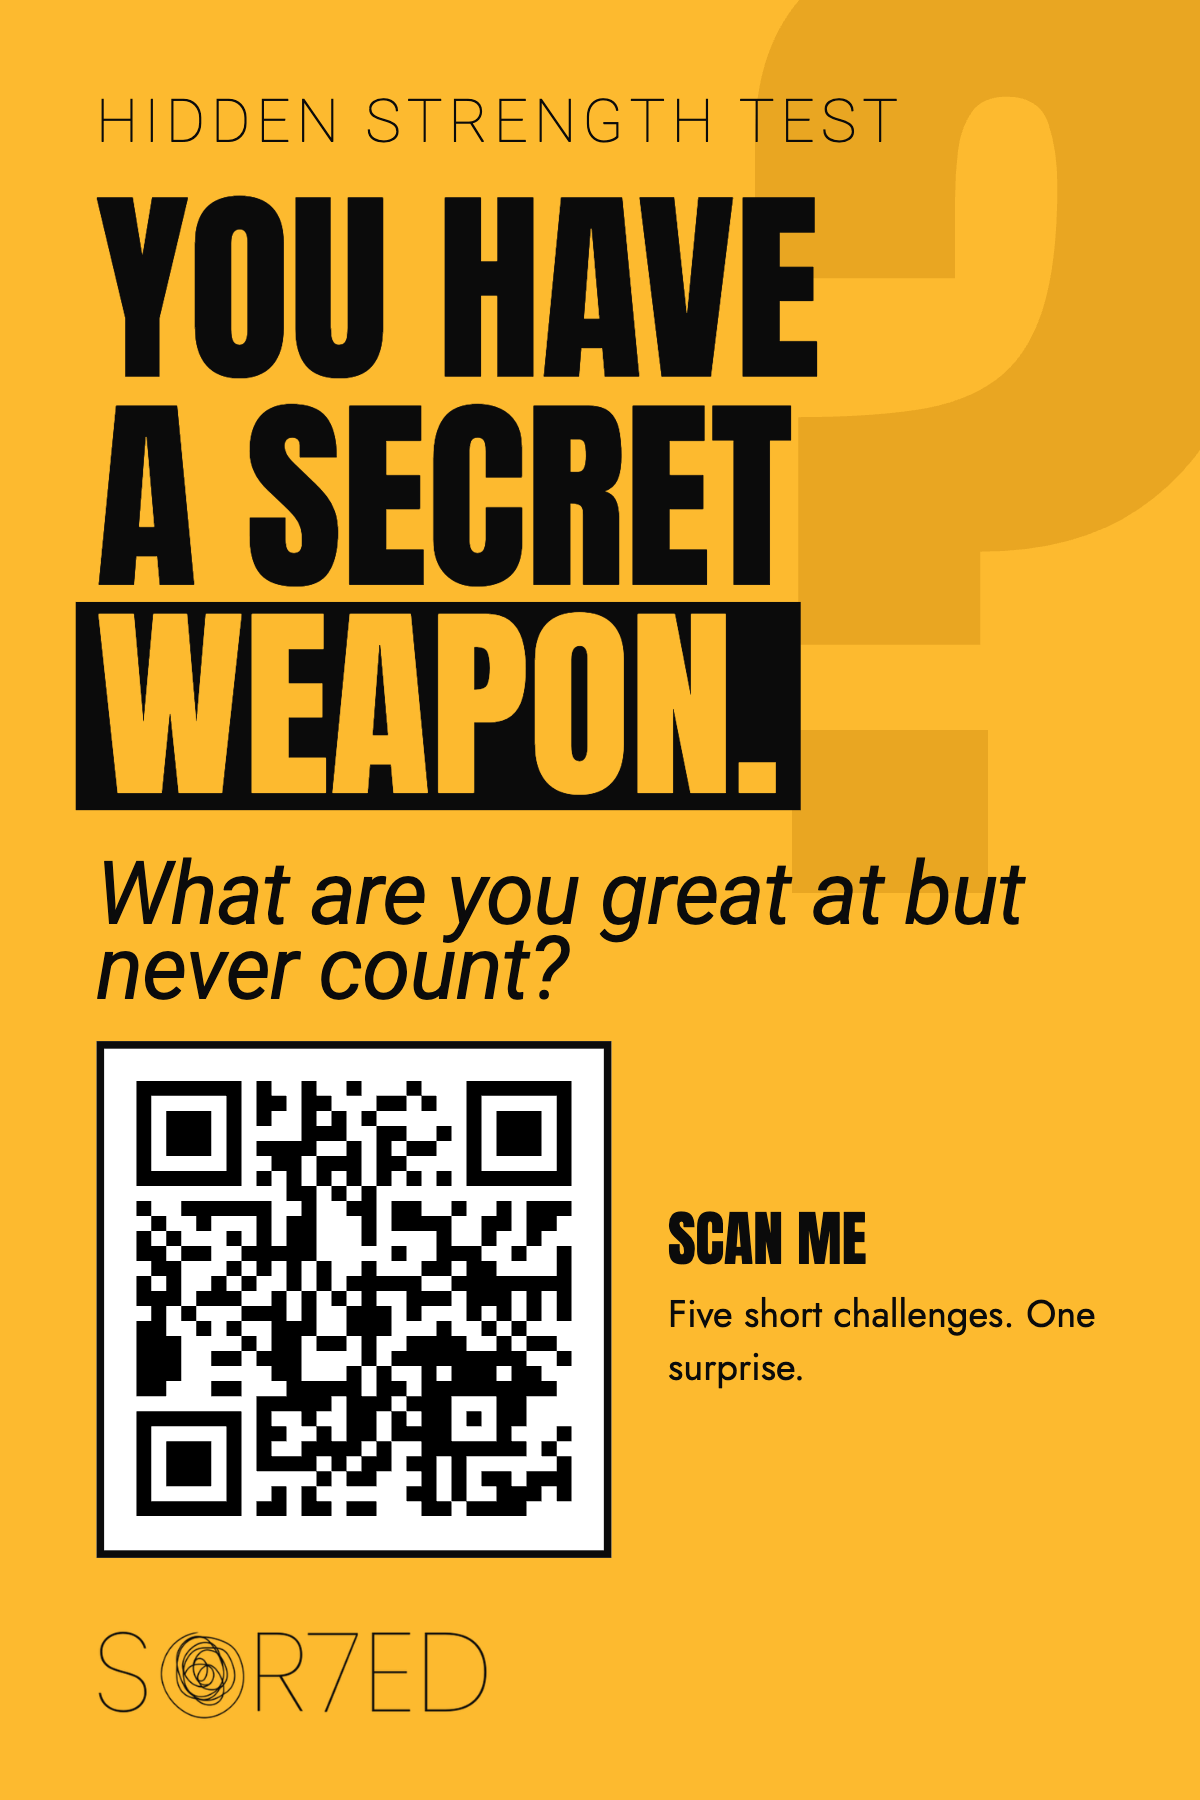 HIDDEN STRENGTH TEST
YOU HAVE
A SECRET
WEAPON.
What are you great at but
never count?
SCAN ME
Five short challenges. One
surprise.
SOR7ED